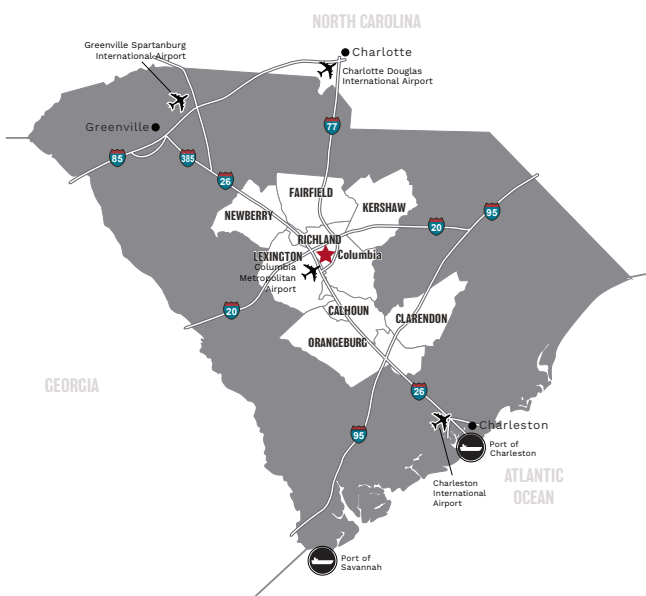 NORTH CAROLINA
Greenville Spartanburg
International Airport
Charlotte
Charlotte Douglas
International Airport
Greenville
77
85
385
26
FAIRFIELD
KERSHAW
NEWBERRY
95
20
RICHLAND
LEXINGTON
Columbia
Columbia
Metropolitan
Airport
20
CALHOUN
CLARENDON
ORANGEBURG
GEORGIA
26
Charleston
95
Port of
Charleston
ATLANTIC
OCEAN
Charleston
International
Airport
Port of
Savannah